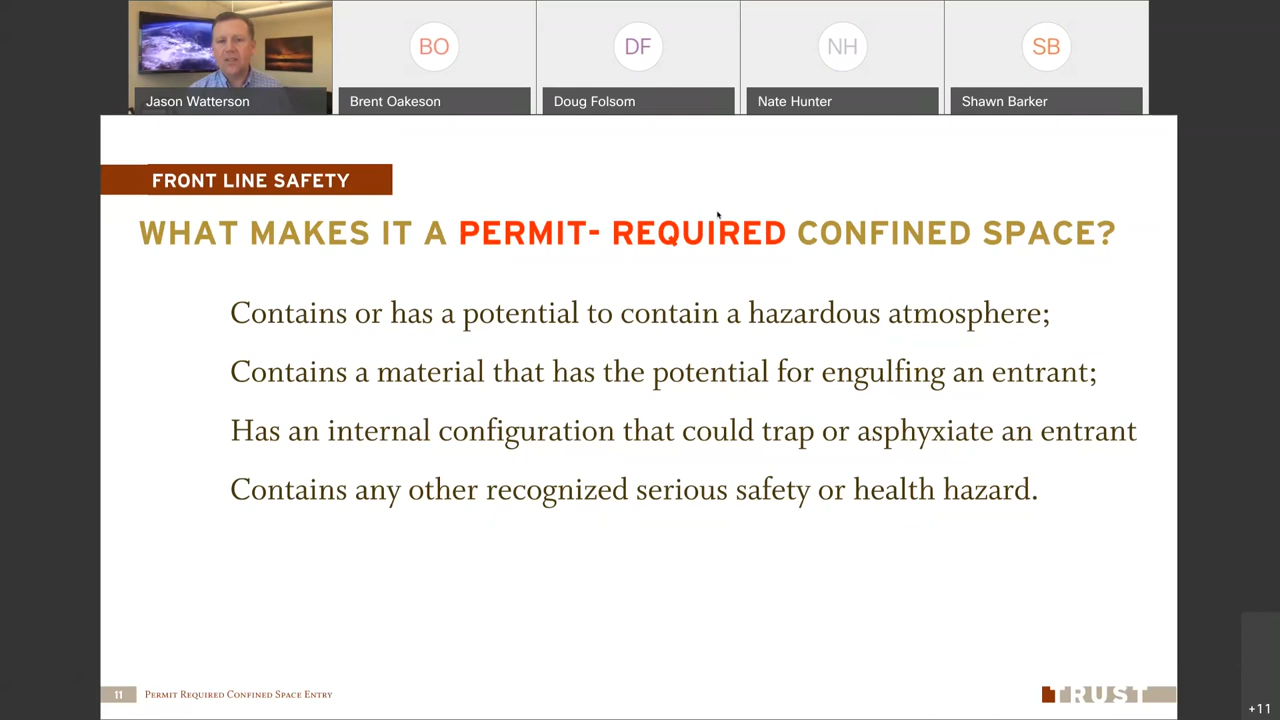 BO
DF
NH
SB
Jason Watterson
Brent Oakeson
Doug Folsom
Nate Hunter
Shawn Barker
FRONT LINE SAFETY
WHAT MAKES IT A PERMIT- REQUIRED CONFINED SPACE?
Contains or has a potential to contain a hazardous atmosphere;
Contains a material that has the potential for engulfing an entrant;
Has an internal configuration that could trap or asphyxiate an entrant
Contains any other recognized serious safety or health hazard.
11
Permit Required Confined Space Entry
TRUST
+11